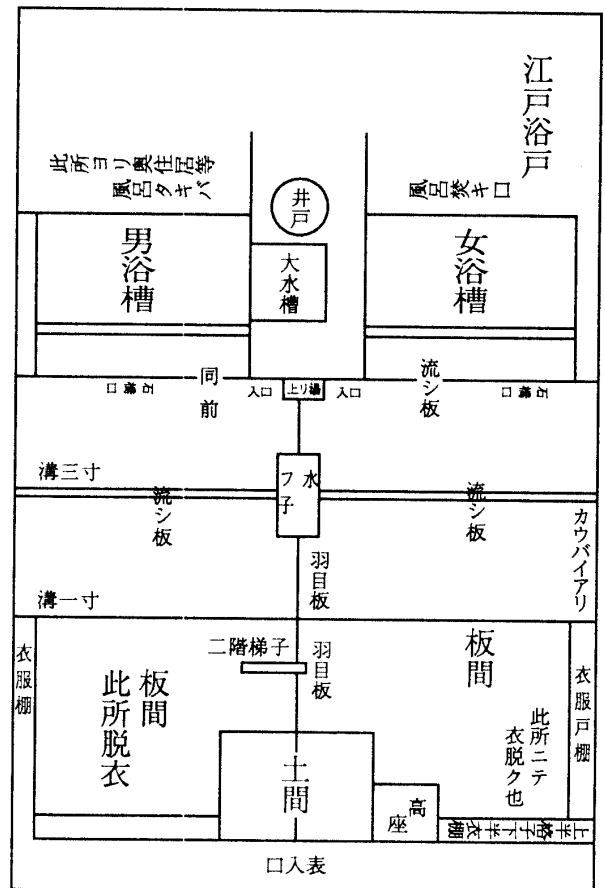 江戸浴戸
風呂焚キ口
井戸
此所ヨリ奥住居等
風呂タキバ
女浴槽
大水槽
男浴槽
流シ板
石榴口
入口
上リ湯
入口
同前
石榴口
水フ子
溝三寸
流シ板
流シ板
カウバイアリ
羽目板
溝一寸
衣服戸棚
板間
此所ニテ
衣脱ク也
羽目板
二階梯子
板間
此所脱衣
衣服棚
上半格子下半衣棚
高座
土間
口入表